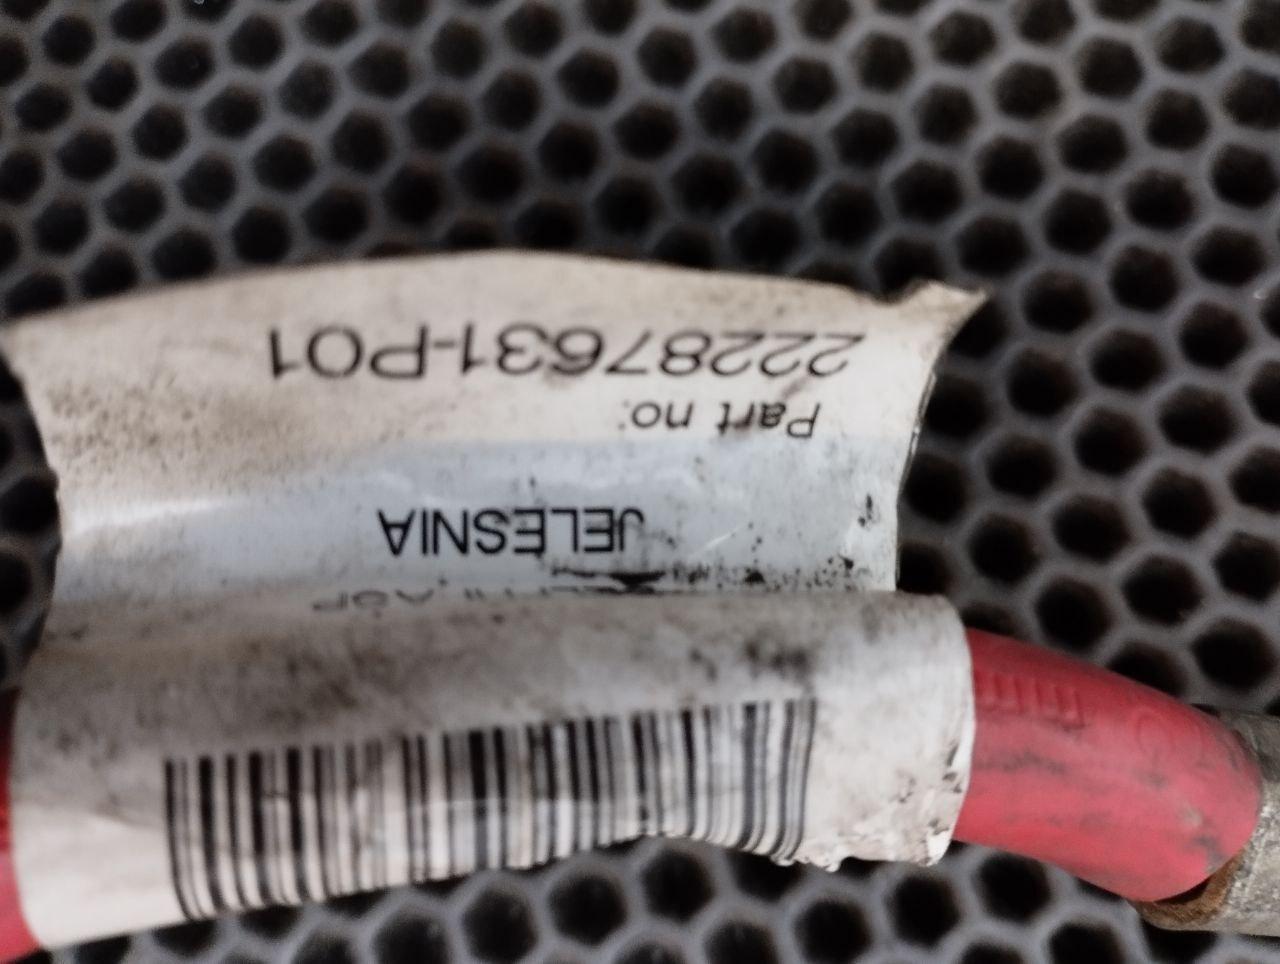 JELESNIA
Part no:
22287631-P01